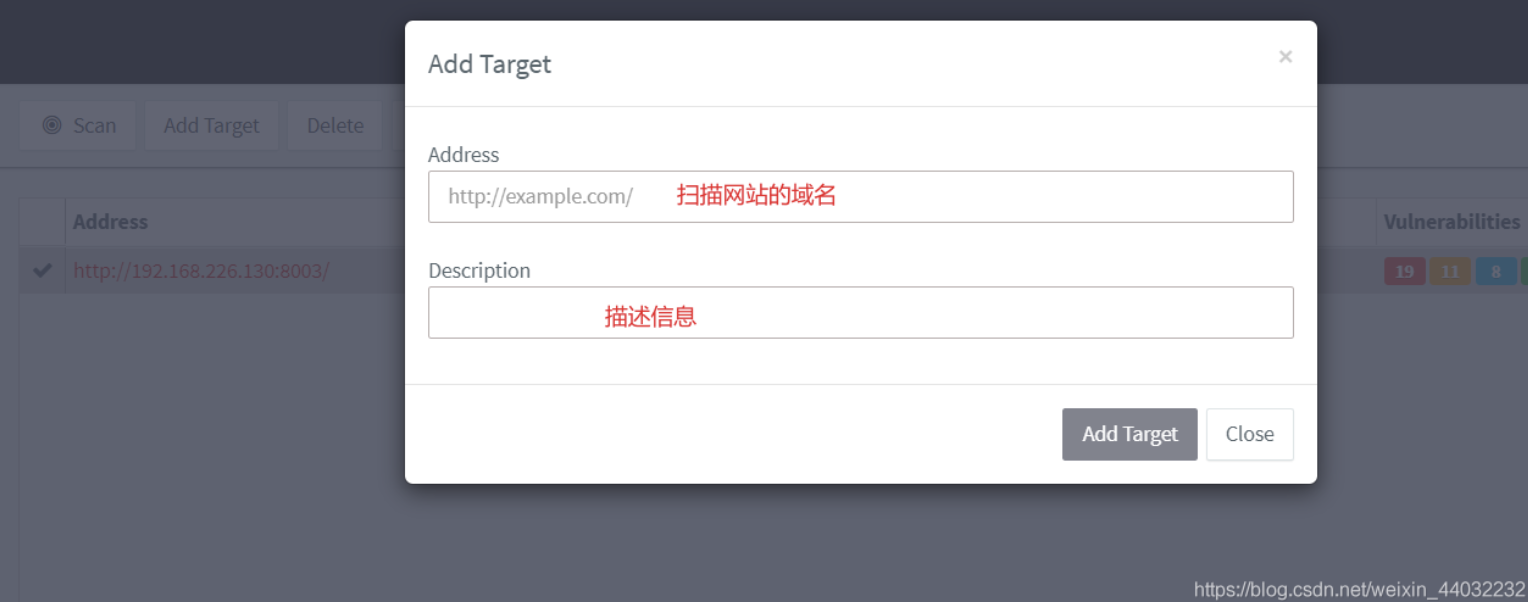 Add Target
×
Scan Add Target Delete
Address
http://example.com/ 扫描网站的域名
Address Vulnerabilities
http://192.168.226.130:8003/ 19 11 8
Description
描述信息
Add Target Close
https://blog.csdn.net/weixin_44032232